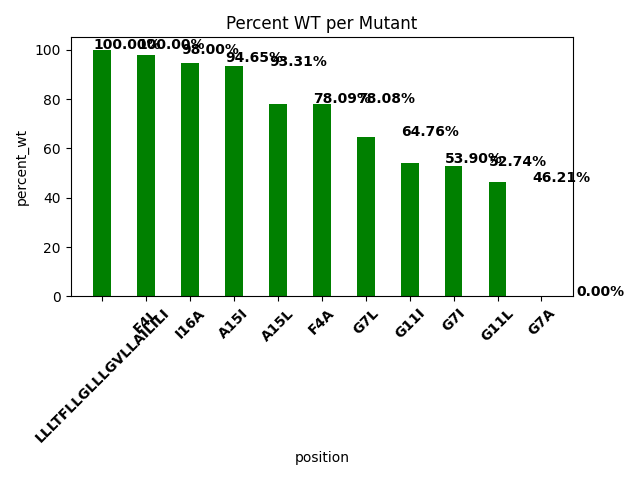 Percent WT per Mutant
100.00%
100.00%
98.00%
94.65%
93.31%
78.09%
78.08%
64.76%
53.90%
52.74%
46.21%
0.00%
percent_wt
100
80
60
40
20
0
LLLTFLLGLLLGVLLAILILI
F4L
I16A
A15I
A15L
F4A
G7L
G11I
G7I
G11L
G7A
position